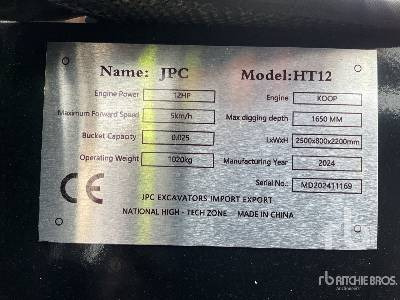 Name: JPC Model:HT12
Engine Power 12HP Engine KOOP
Maximum Forward Speed 5km/h Max digging depth 1650 MM
Bucket Capacity 0.025 LxWxH 2500x800x2200mm
Operating Weight 1020kg Manufacturing Year 2024
Serial No.: MD202411169
CE
JPC EXCAVATORS IMPORT EXPORT
NATIONAL HIGH - TECH ZONE MADE IN CHINA
rb
RITCHIE BROS.
Auctioneers